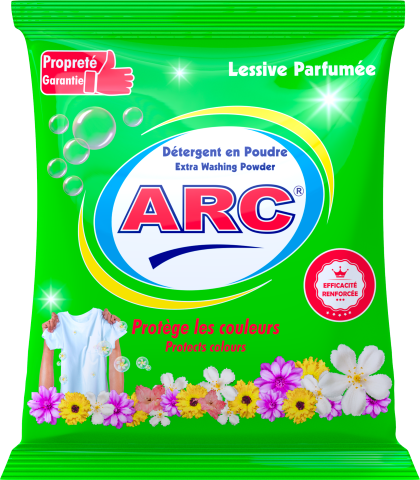 Propreté
Garantie
Lessive Parfumée
Détergent en Poudre
Extra Washing Powder
ARC®
EFFICACITÉ
RENFORCÉE
Protège les couleurs
Protects colours